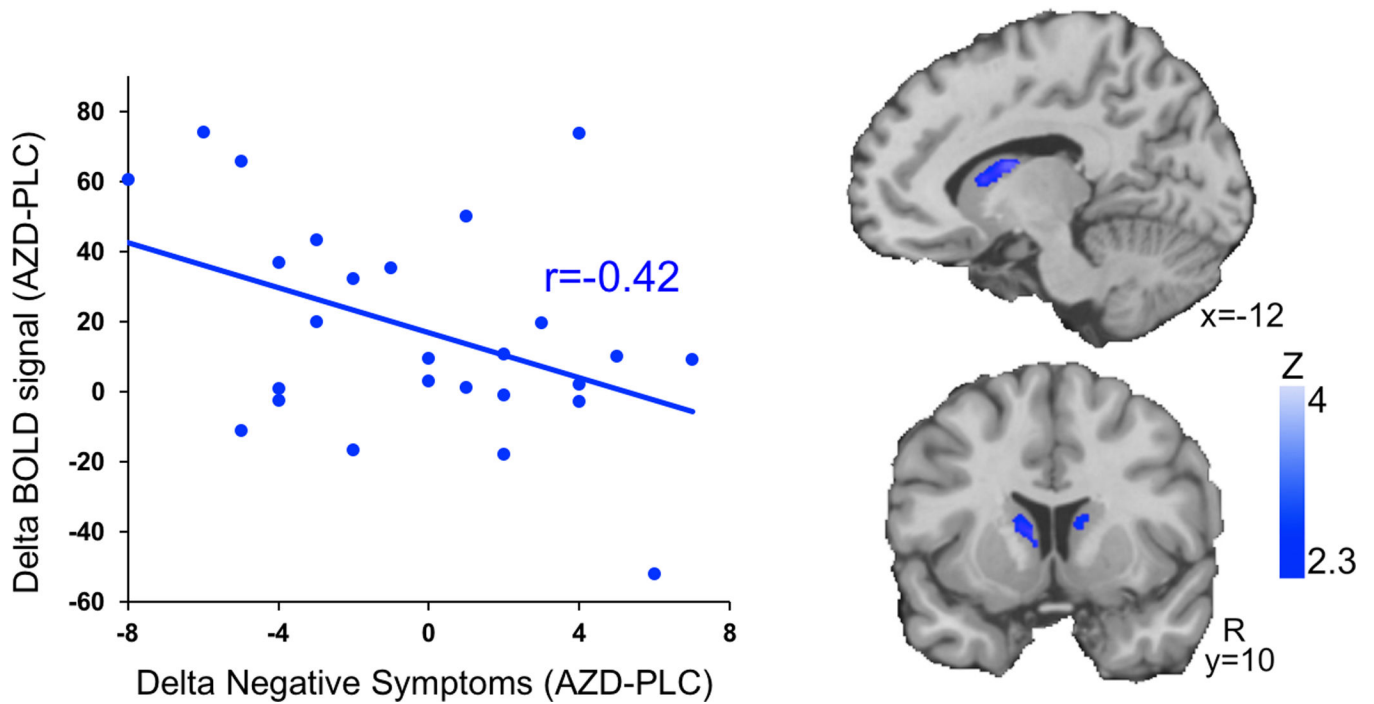 Delta BOLD signal (AZD-PLC)
80
60
40
20
0
-20
-40
-60
-8
-4
0
4
8
Delta Negative Symptoms (AZD-PLC)
r=-0.42
x=-12
Z
4
2.3
R
y=10